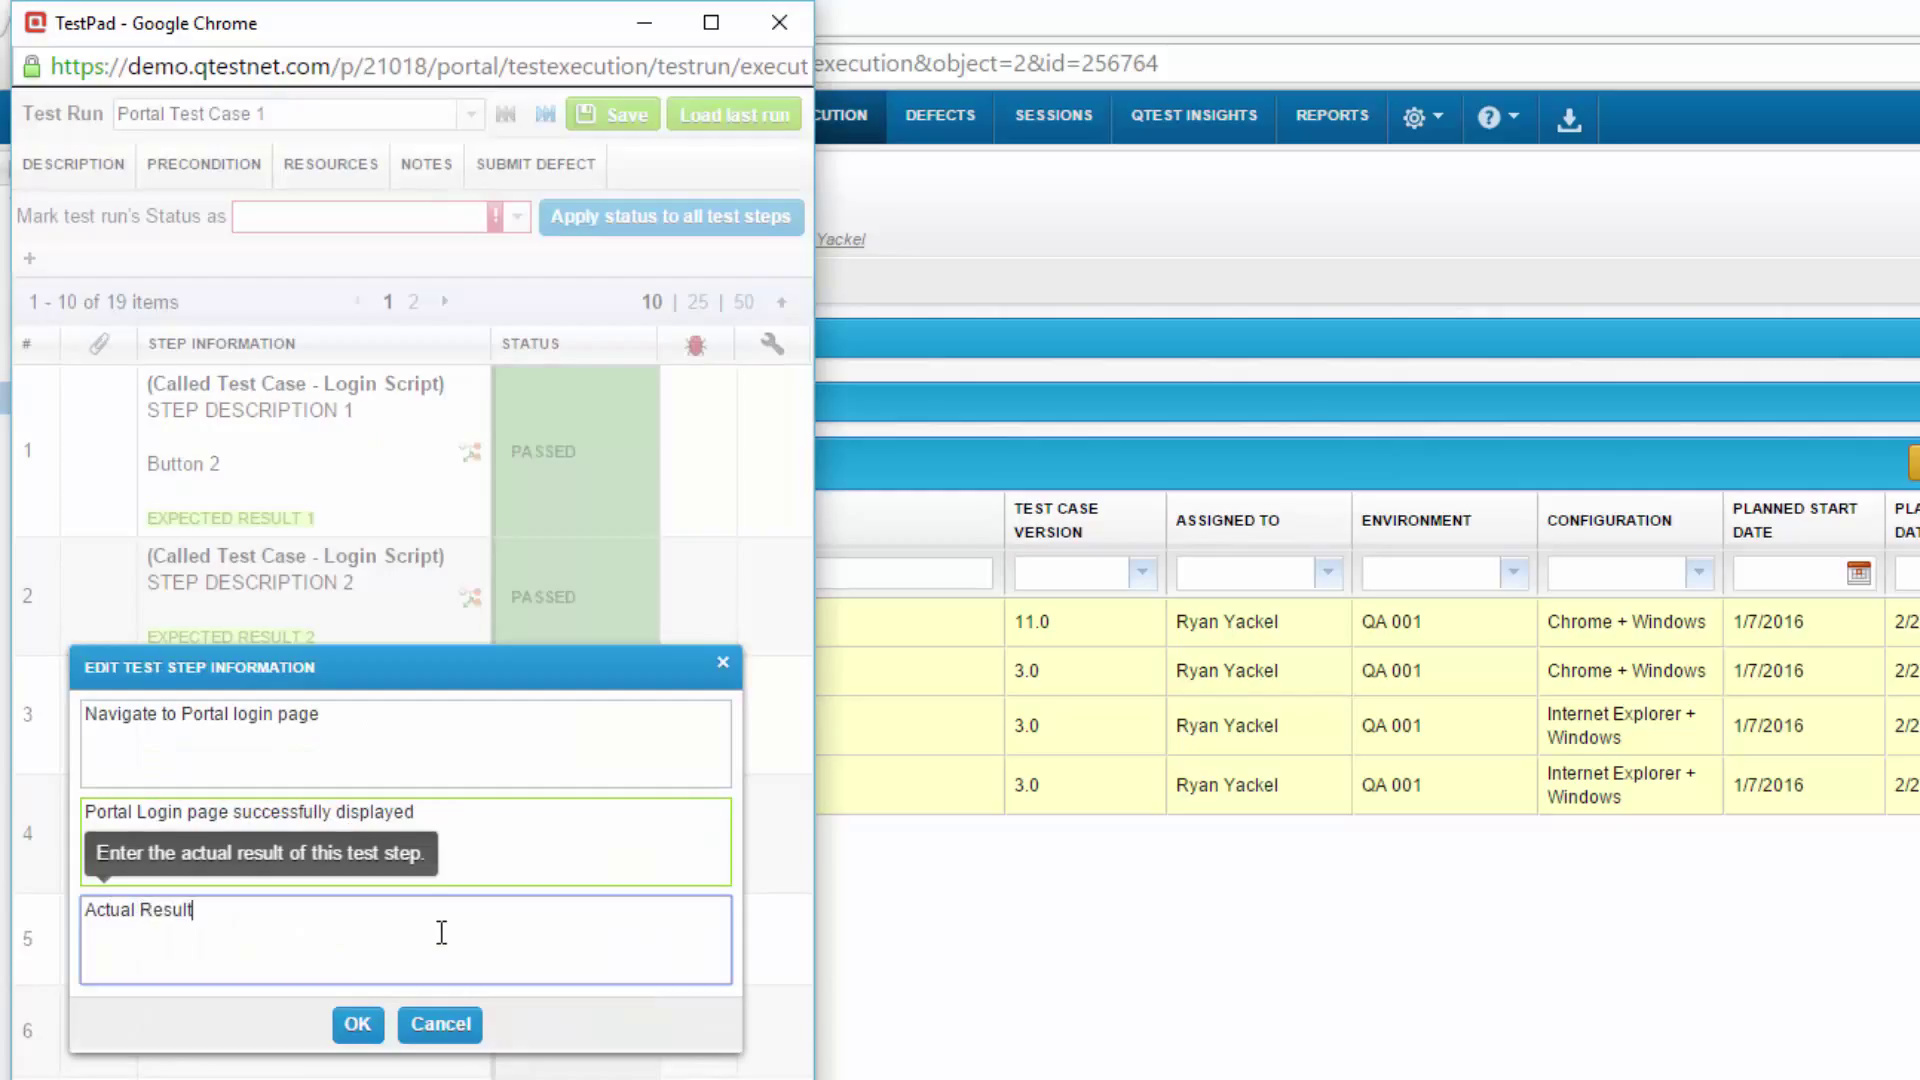 TestPad - Google Chrome
https://demo.qtestnet.com/p/21018/portal/testexecution/testrun/execut
execution&object=2&id=256764
Test Run Portal Test Case 1 Save Load last run
CUTION DEFECTS SESSIONS QTEST INSIGHTS REPORTS
DESCRIPTION PRECONDITION RESOURCES NOTES SUBMIT DEFECT
Mark test run's Status as ! Apply status to all test steps
Yackel
+
1 - 10 of 19 items 1 2 10 | 25 | 50
# STEP INFORMATION STATUS
1
(Called Test Case - Login Script)
STEP DESCRIPTION 1
Button 2
EXPECTED RESULT 1
PASSED
2
(Called Test Case - Login Script)
STEP DESCRIPTION 2
EXPECTED RESULT 2
PASSED
3
4
5
6
EDIT TEST STEP INFORMATION
Navigate to Portal login page
Portal Login page successfully displayed
Enter the actual result of this test step.
Actual Result
OK Cancel
TEST CASE VERSION ASSIGNED TO ENVIRONMENT CONFIGURATION PLANNED START DATE PLA DAT
11.0 Ryan Yackel QA 001 Chrome + Windows 1/7/2016 2/2
3.0 Ryan Yackel QA 001 Chrome + Windows 1/7/2016 2/2
3.0 Ryan Yackel QA 001 Internet Explorer + Windows 1/7/2016 2/2
3.0 Ryan Yackel QA 001 Internet Explorer + Windows 1/7/2016 2/2